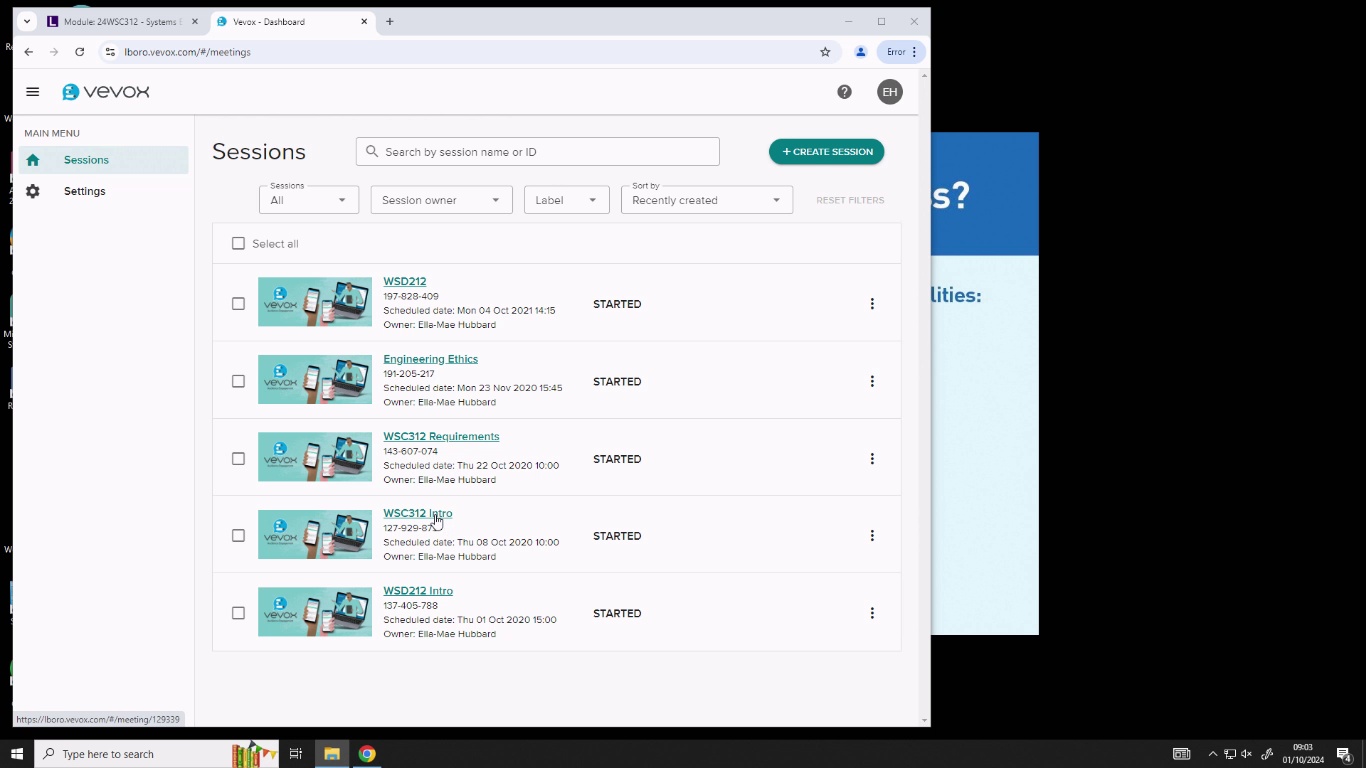 Module: 24WSC312 - Systems E
Vevox - Dashboard
lboro.vevox.com/#/meetings
Error
vevox
EH
MAIN MENU
Sessions
Settings
Sessions
Search by session name or ID
+ CREATE SESSION
Sessions
All
Session owner
Label
Sort by
Recently created
RESET FILTERS
Select all
WSD212
197-828-409
Scheduled date: Mon 04 Oct 2021 14:15
Owner: Ella-Mae Hubbard
STARTED
Engineering Ethics
191-205-217
Scheduled date: Mon 23 Nov 2020 15:45
Owner: Ella-Mae Hubbard
STARTED
WSC312 Requirements
143-607-074
Scheduled date: Thu 22 Oct 2020 10:00
Owner: Ella-Mae Hubbard
STARTED
WSC312 Intro
127-929-87
Scheduled date: Thu 08 Oct 2020 10:00
Owner: Ella-Mae Hubbard
STARTED
WSD212 Intro
137-405-788
Scheduled date: Thu 01 Oct 2020 15:00
Owner: Ella-Mae Hubbard
STARTED
s?
lities:
https://lboro.vevox.com/#/meeting/129339
Type here to search
09:03
01/10/2024
4